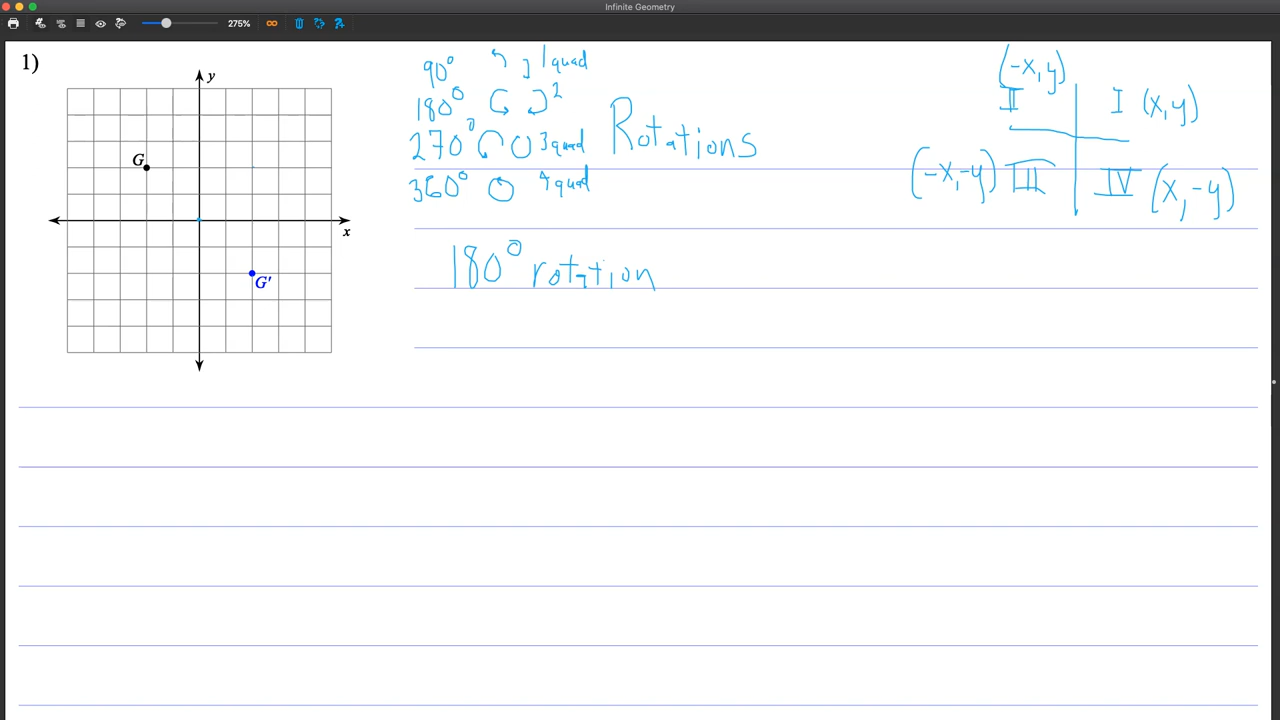 Infinite Geometry
275%
1)
y
G
x
G'
90° 1 quad
180° 2
270° 3 quad
360° 4 quad
Rotations
(-x, y)
II
I (x, y)
(-x, -y) III
IV (x, -y)
180° rotation